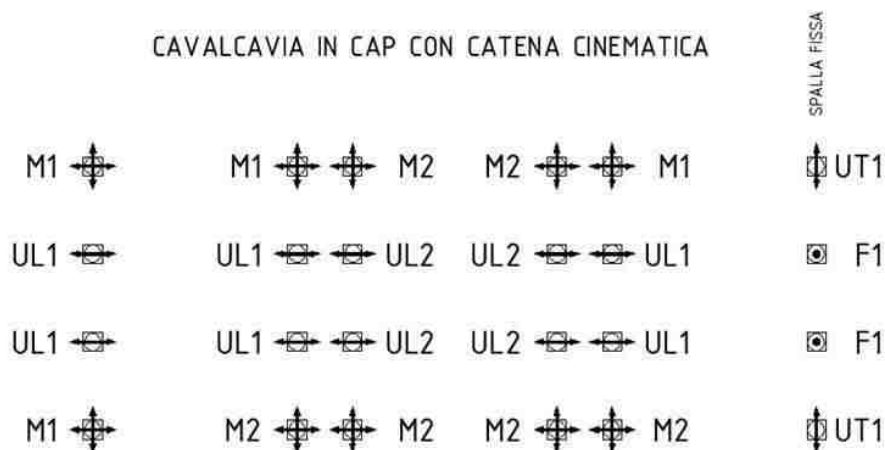 CAVALCAVIA IN CAP CON CATENA CINEMATICA
SPALLA FISSA
M1 M1 M2 M2 M1 UT1
UL1 UL1 UL2 UL2 UL1 F1
UL1 UL1 UL2 UL2 UL1 F1
M1 M2 M2 M2 M2 UT1